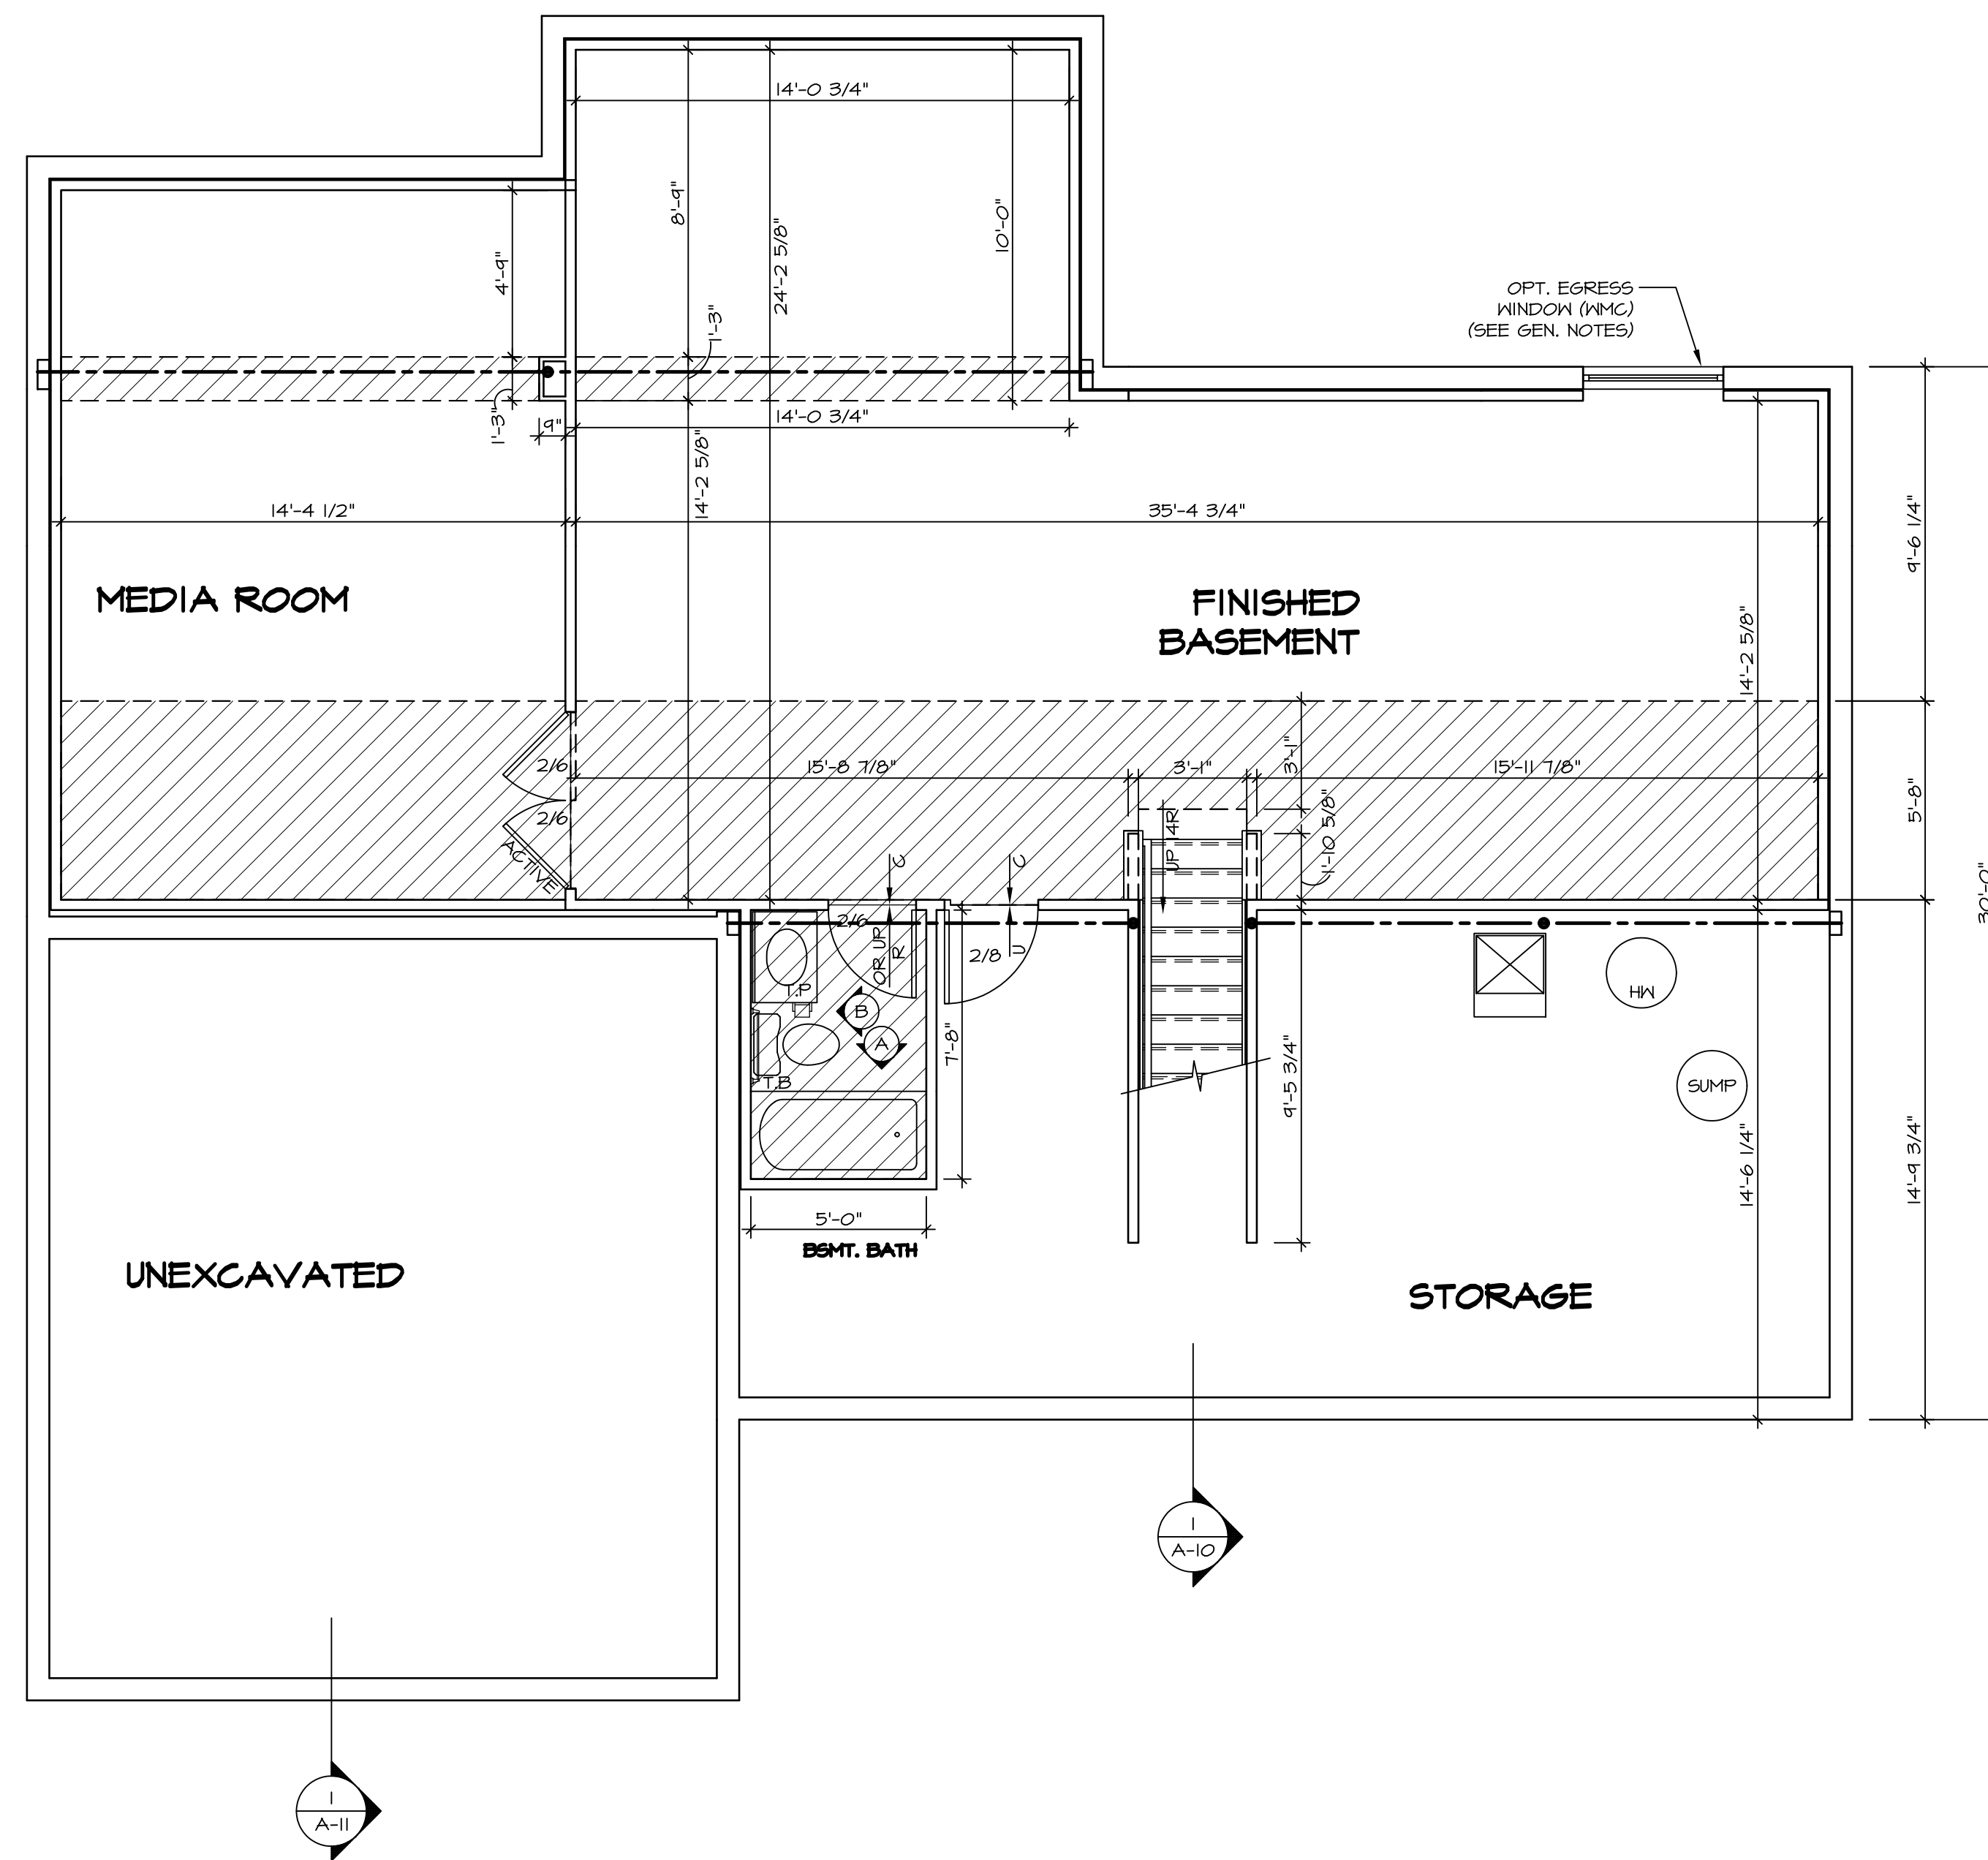 14'-0 3/4"
8'-9"
24'-2 5/8"
10'-0"
4'-9"
1'-3"
OPT. EGRESS
WINDOW (WMC)
(SEE GEN. NOTES)
1'-3"
9"
14'-0 3/4"
14'-2 5/8"
14'-4 1/2"
35'-4 3/4"
9'-6 1/4"
MEDIA ROOM
FINISHED
BASEMENT
14'-2 5/8"
2/6
2/6
ACTIVE
15'-8 7/8"
3'-1"
3'-1"
15'-11 7/8"
1'-10 5/8"
5'-8"
UP 14R
30'-0"
C
C
2/6
OR UP
R
2/8
U
T.P
B
A
T.B
7'-8"
HW
SUMP
9'-5 3/4"
14'-6 1/4"
14'-9 3/4"
5'-0"
BSMT. BATH
UNEXCAVATED
STORAGE
1
A-10
1
A-11